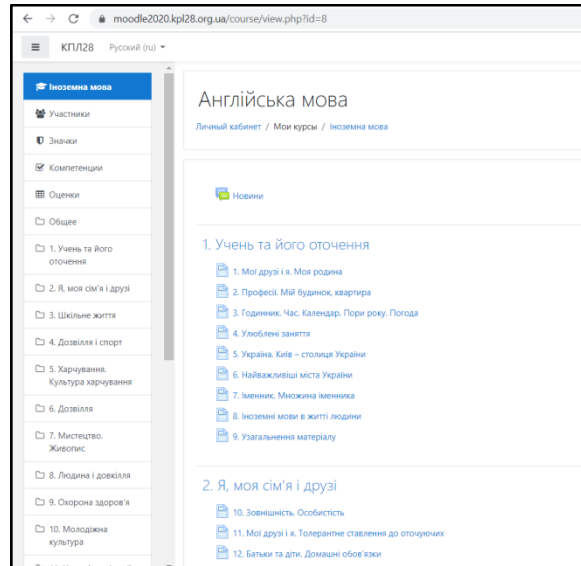 moodle2020.kpl28.org.ua/course/view.php?id=8
КПЛ28 Русский (ru)
Іноземна мова
Участники
Значки
Компетенции
Оценки
Общее
1. Учень та його
оточення
2. Я, моя сім'я і друзі
3. Шкільне життя
4. Дозвілля і спорт
5. Харчування.
Культура харчування
6. Дозвілля
7. Мистецтво.
Живопис
8. Людина і довкілля
9. Охорона здоров'я
10. Молодіжна
культура
Англійська мова
Личный кабинет / Мои курсы / Іноземна мова
Новини
1. Учень та його оточення
1. Мої друзі і я. Моя родина
2. Професії. Мій будинок, квартира
3. Годинник. Час. Календар. Пори року. Погода
4. Улюблені заняття
5. Україна. Київ – столиця України
6. Найважливіші міста України
7. Іменник. Множина іменника
8. Іноземні мови в житті людини
9. Узагальнення матеріалу
2. Я, моя сім'я і друзі
10. Зовнішність. Особистість
11. Мої друзі і я. Толерантне ставлення до оточуючих
12. Батьки та діти. Домашні обов'язки